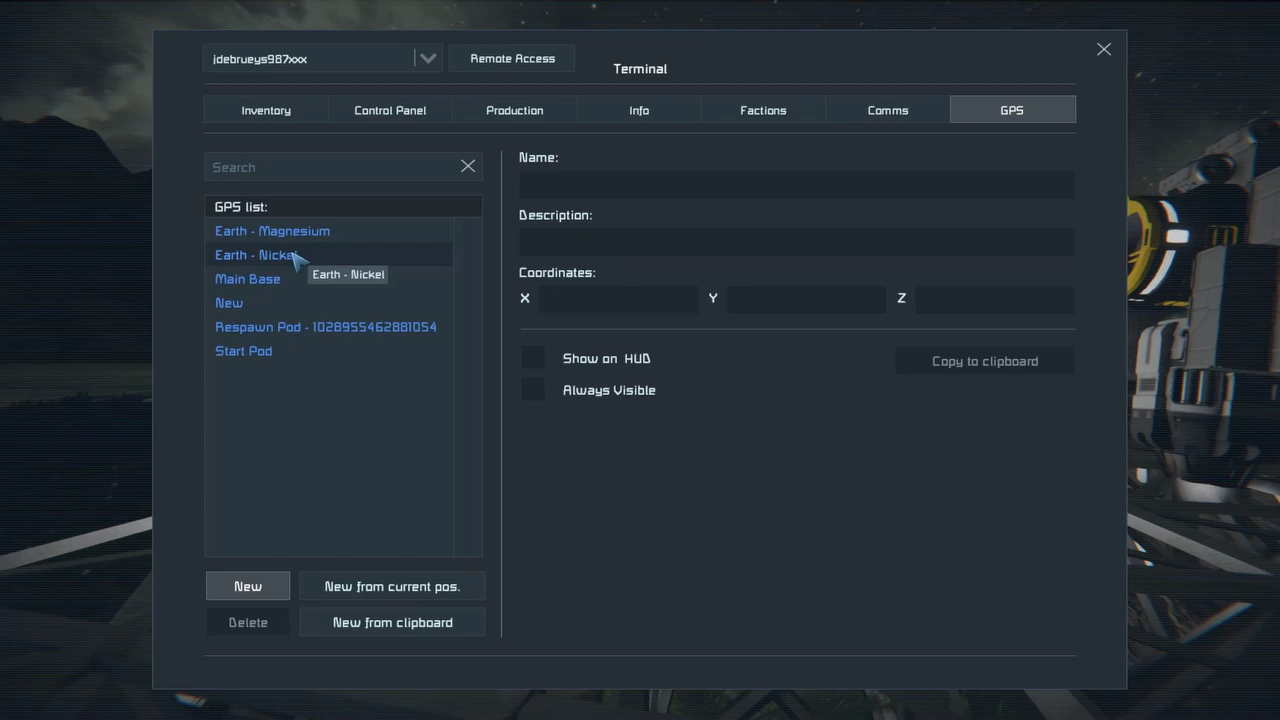 jdebrueys987xxx
Remote Access
Terminal
Inventory
Control Panel
Production
Info
Factions
Comms
GPS
Search
GPS list:
Earth - Magnesium
Earth - Nickel
Earth - Nickel
Main Base
New
Respawn Pod - 1028955462881054
Start Pod
New
New from current pos.
Delete
New from clipboard
Name:
Description:
Coordinates:
X
Y
Z
Show on HUD
Copy to clipboard
Always Visible